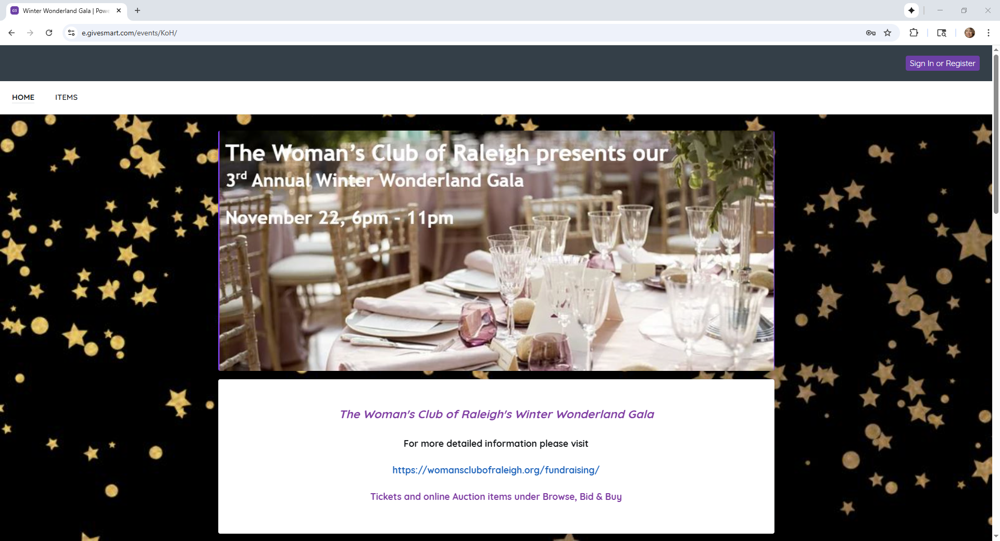 Winter Wonderland Gala | Powe
e.givesmart.com/events/KoH/
Sign In or Register
HOME
ITEMS
The Woman's Club of Raleigh presents our
3rd Annual Winter Wonderland Gala
November 22, 6pm - 11pm
The Woman's Club of Raleigh's Winter Wonderland Gala
For more detailed information please visit
https://womansclubofraleigh.org/fundraising/
Tickets and online Auction items under Browse, Bid & Buy